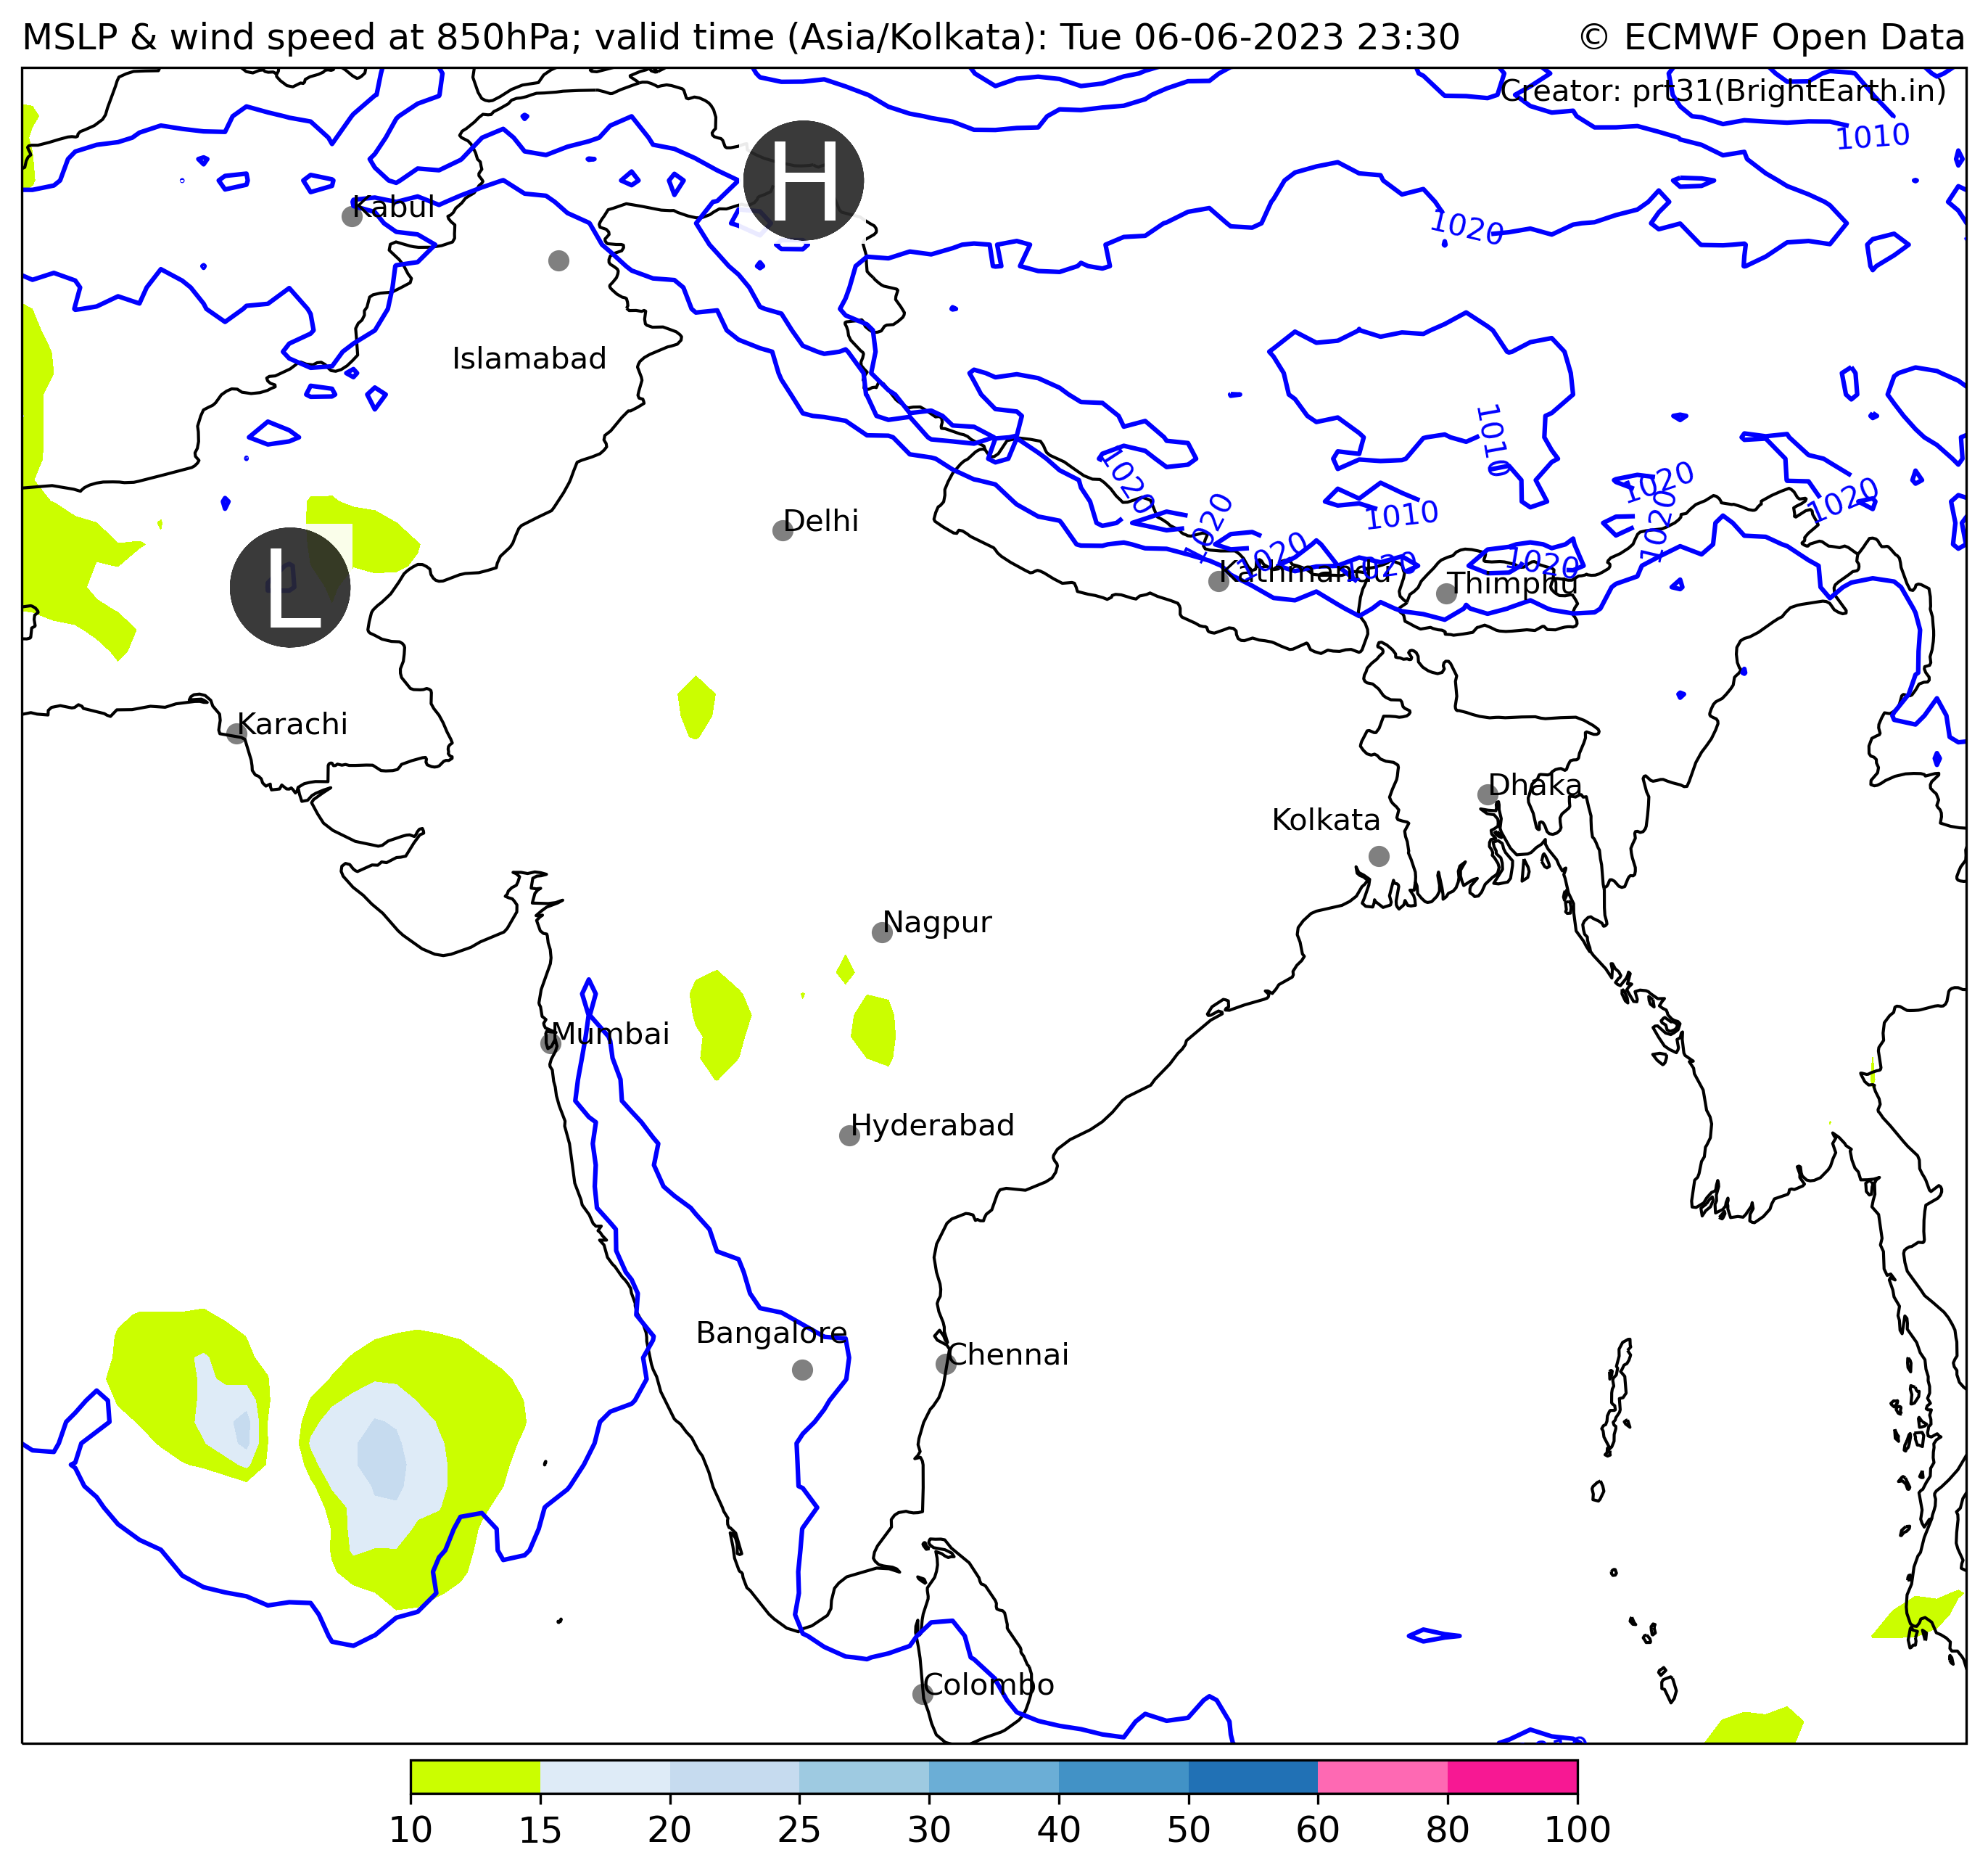 MSLP & wind speed at 850hPa; valid time (Asia/Kolkata): Tue 06-06-2023 23:30
© ECMWF Open Data
Creator: prt31(BrightEarth.in)
1010
H
Kabul
1020
Islamabad
1010
1020
1020
1020
1020
1010
1020
Delhi
1020
1020
1020
1020
Kathmandu
Thimphu
L
Karachi
Dhaka
Kolkata
Nagpur
Mumbai
Hyderabad
Bangalore
Chennai
Colombo
10 15 20 25 30 40 50 60 80 100